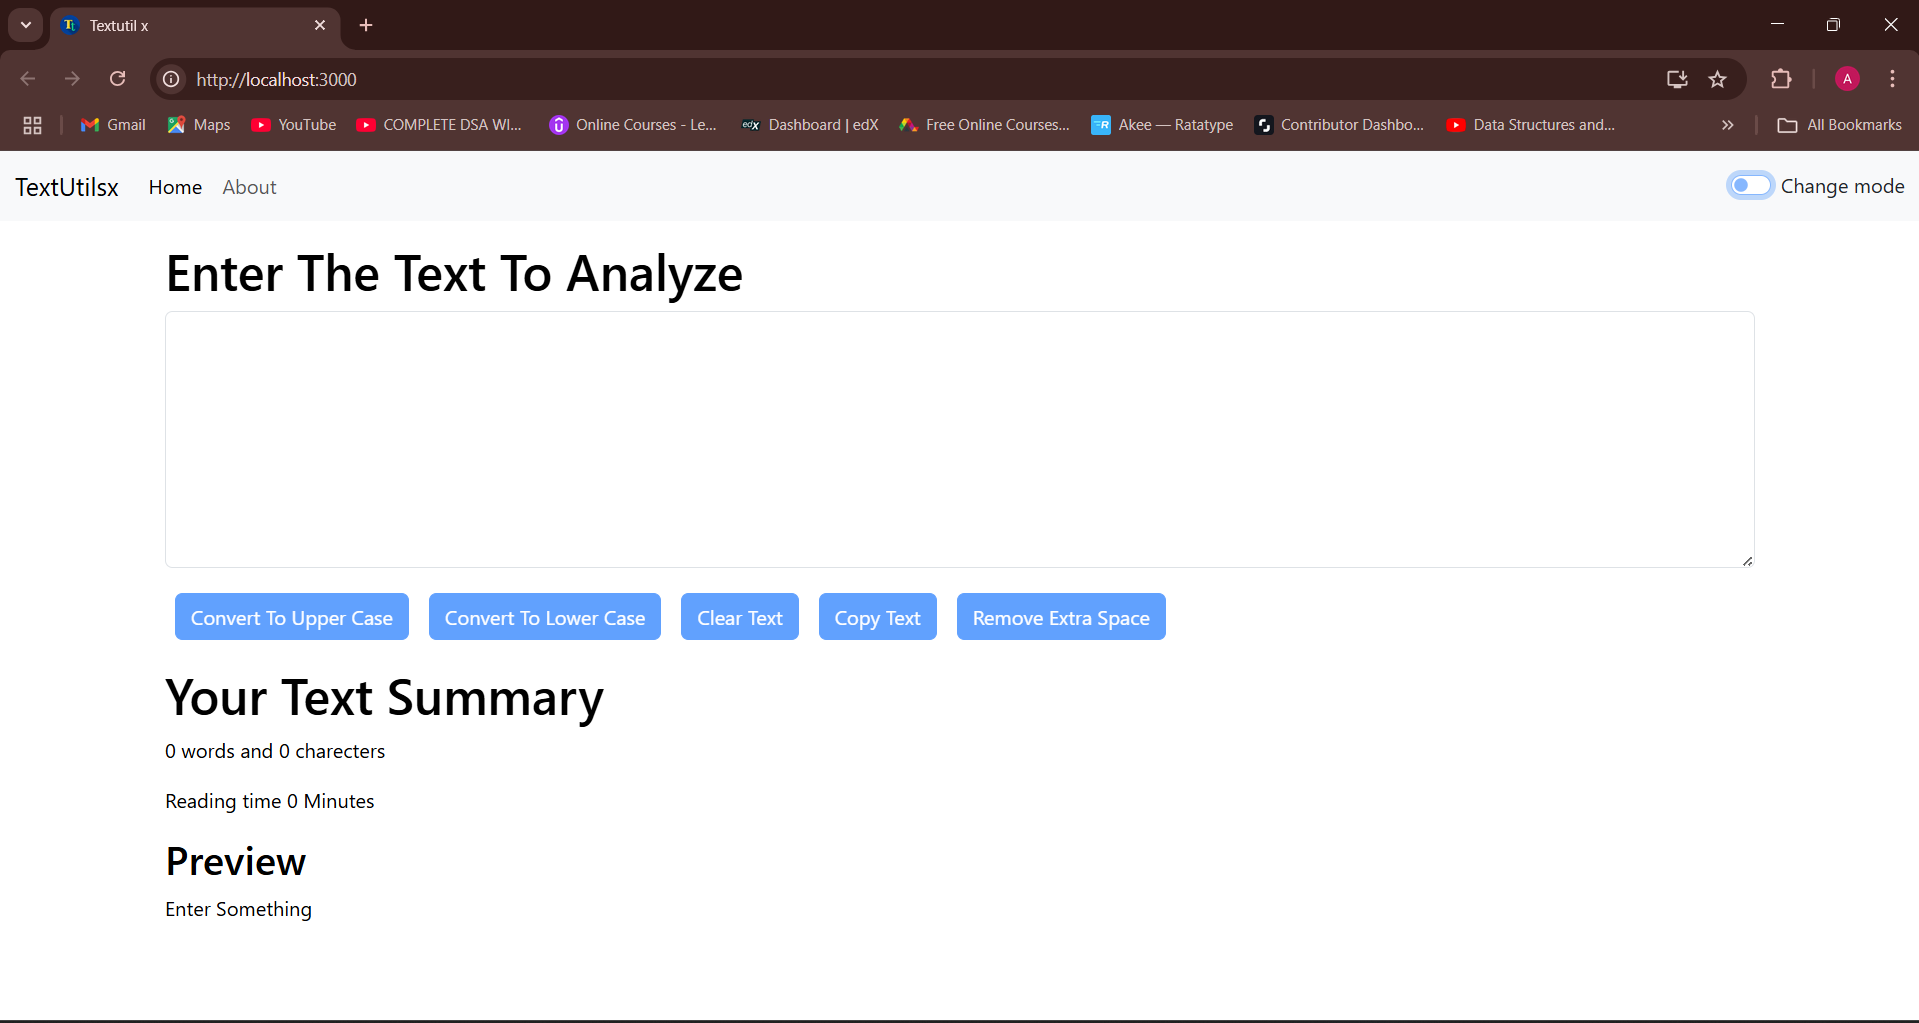 Textutil x
http://localhost:3000
Gmail Maps YouTube COMPLETE DSA WI... Online Courses - Le... edX Dashboard | edX Free Online Courses... R Akee — Ratatype Contributor Dashbo... Data Structures and... All Bookmarks
A
TextUtilsx Home About Change mode
Enter The Text To Analyze
Convert To Upper Case Convert To Lower Case Clear Text Copy Text Remove Extra Space
Your Text Summary
0 words and 0 charecters
Reading time 0 Minutes
Preview
Enter Something